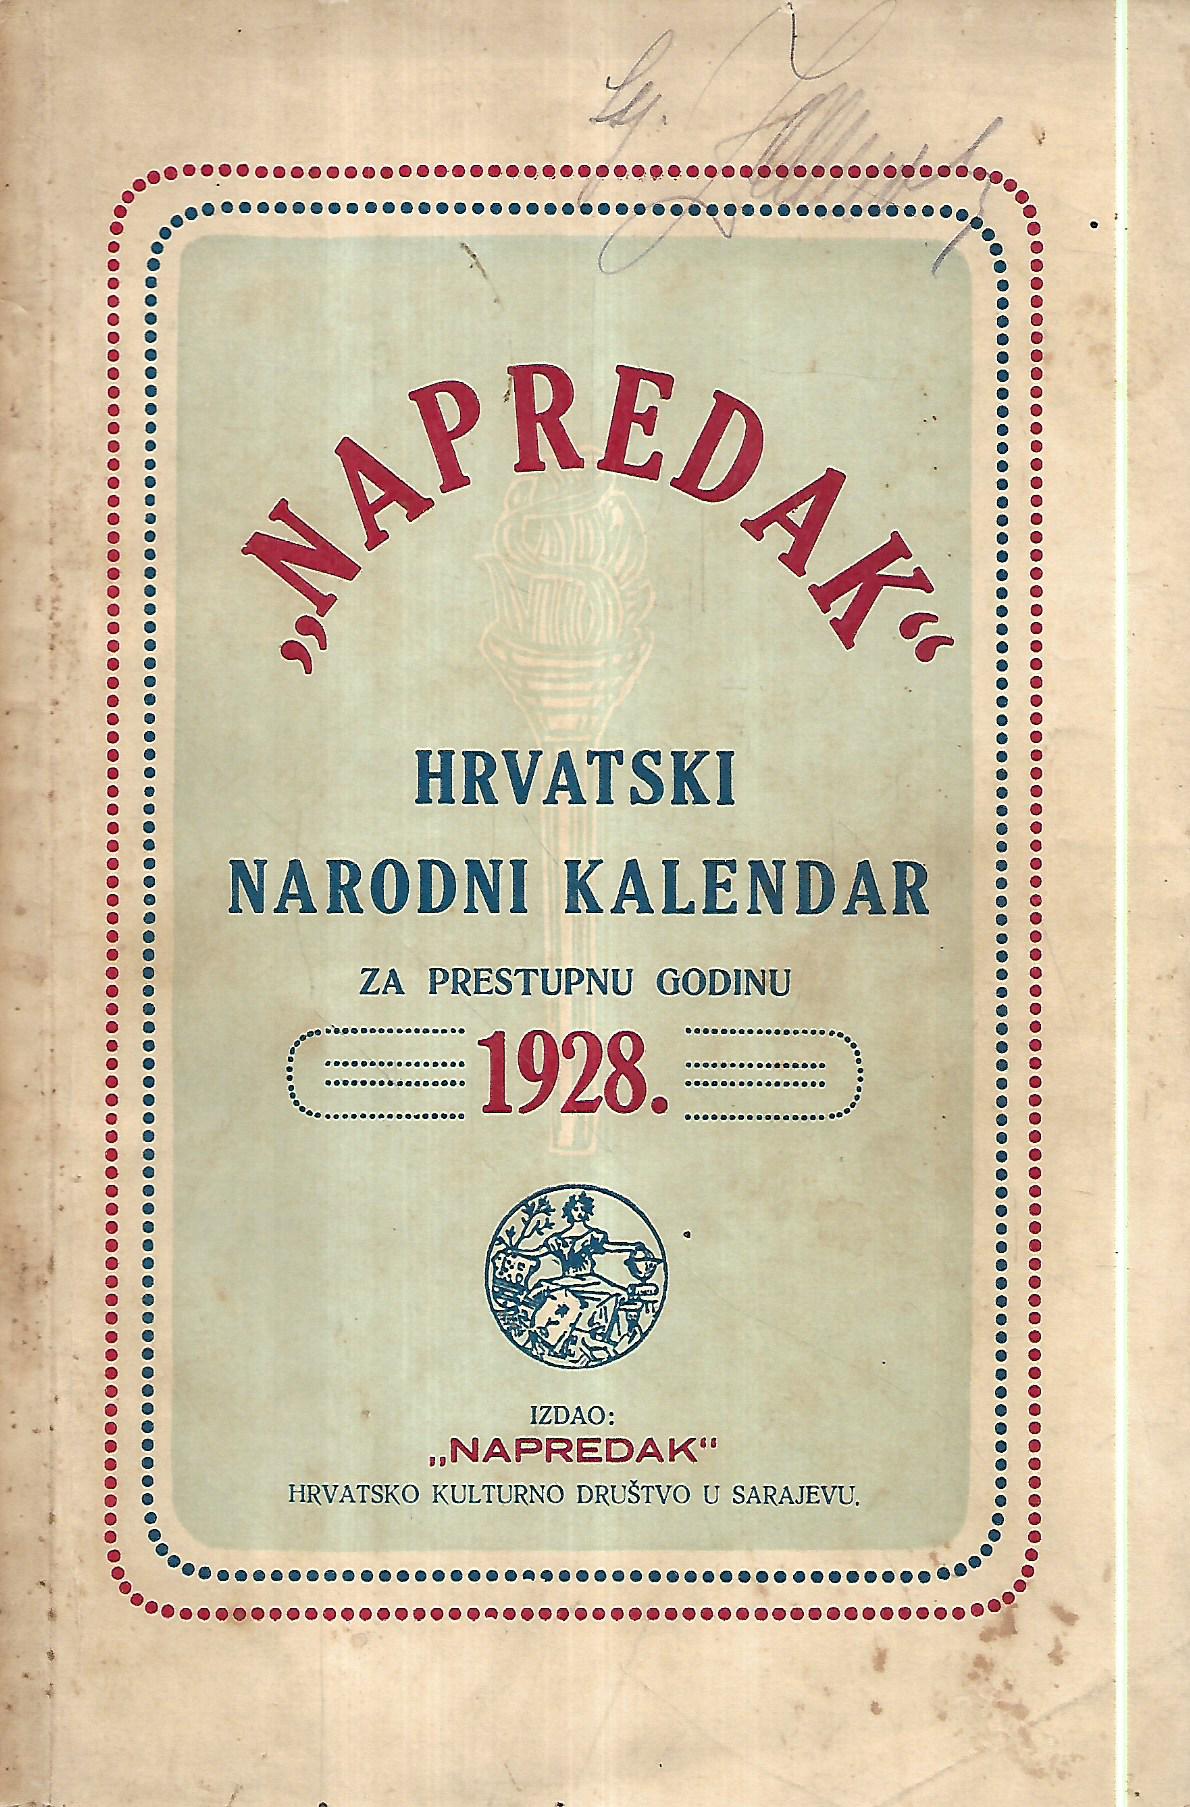 „NAPREDAK“
HRVATSKI
NARODNI KALENDAR
ZA PRESTUPNU GODINU
1928.
IZDAO:
„NAPREDAK“
HRVATSKO KULTURNO DRUŠTVO U SARAJEVU.